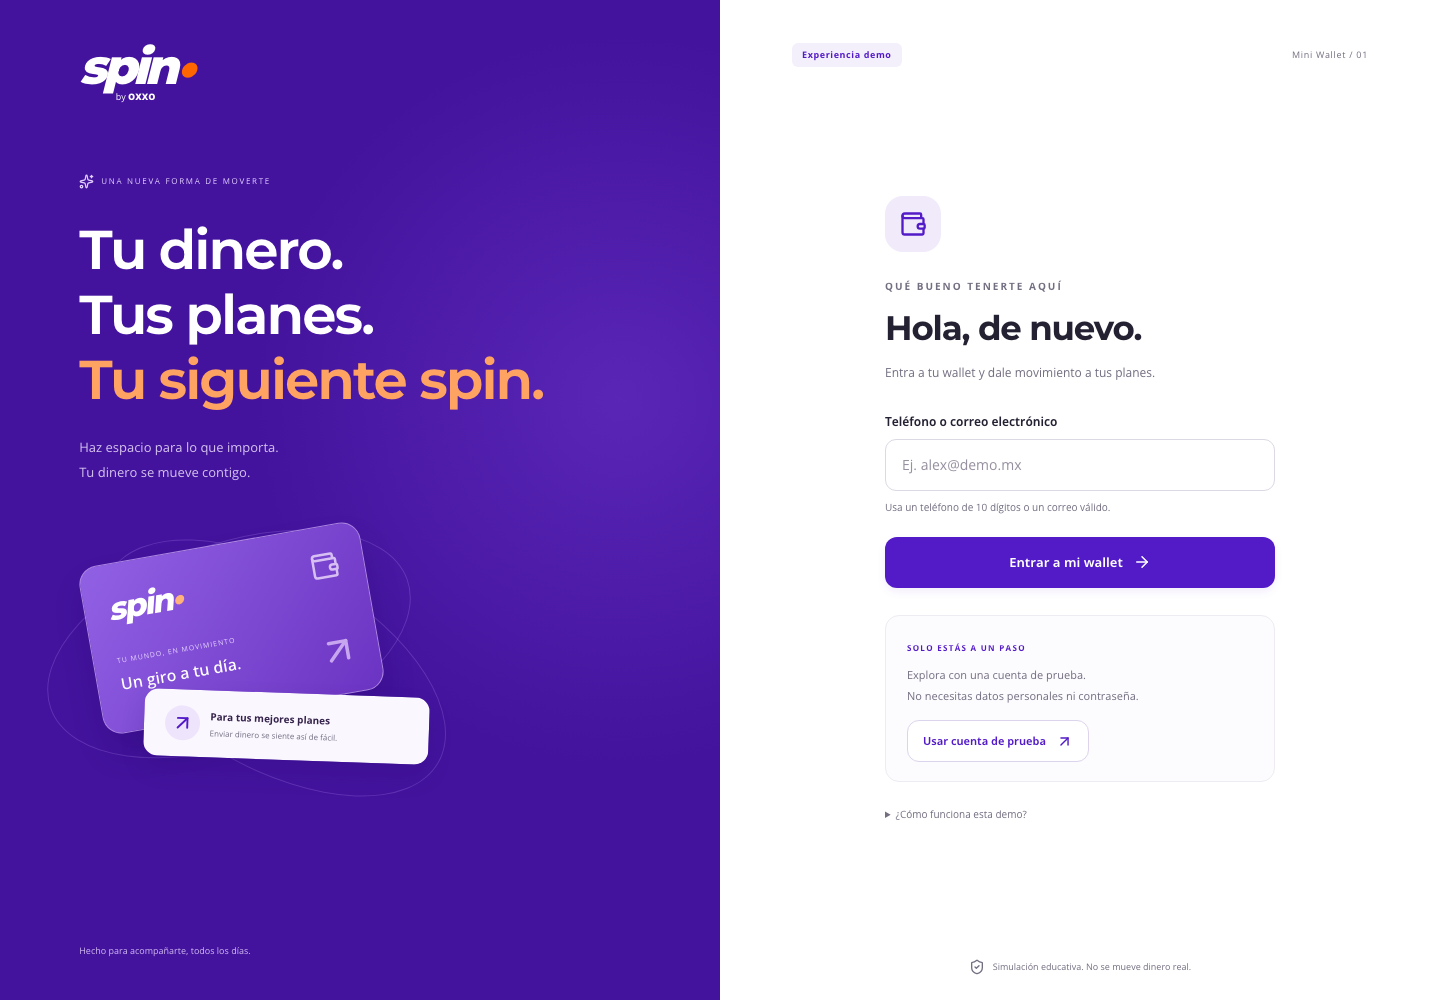 spin
by OXXO
UNA NUEVA FORMA DE MOVERTE
Tu dinero.
Tus planes.
Tu siguiente spin.
Haz espacio para lo que importa.
Tu dinero se mueve contigo.
spin
TU MUNDO, EN MOVIMIENTO
Un giro a tu día.
Para tus mejores planes
Enviar dinero se siente así de fácil.
Hecho para acompañarte, todos los días.
Experiencia demo
Mini Wallet / 01
QUÉ BUENO TENERTE AQUÍ
Hola, de nuevo.
Entra a tu wallet y dale movimiento a tus planes.
Teléfono o correo electrónico
Ej. alex@demo.mx
Usa un teléfono de 10 dígitos o un correo válido.
Entrar a mi wallet
SOLO ESTÁS A UN PASO
Explora con una cuenta de prueba.
No necesitas datos personales ni contraseña.
Usar cuenta de prueba
¿Cómo funciona esta demo?
Simulación educativa. No se mueve dinero real.